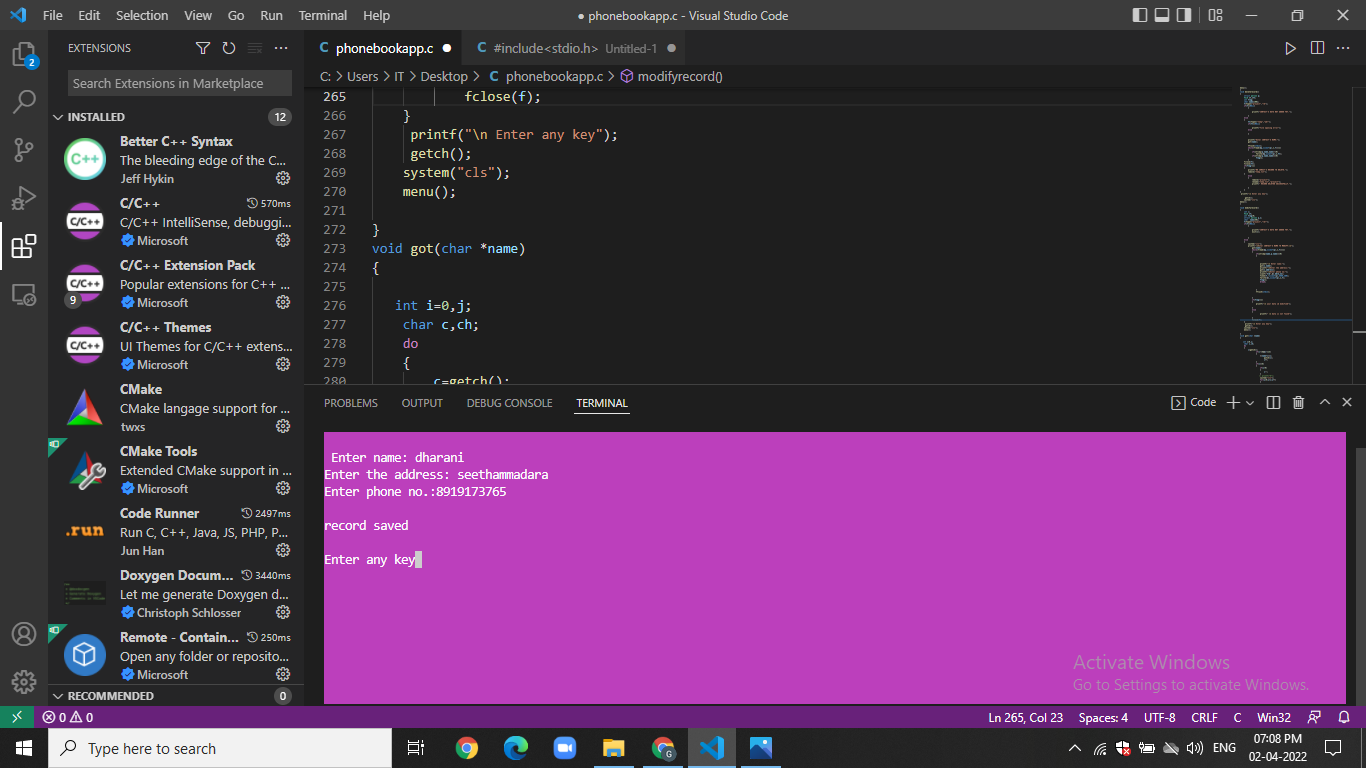 File Edit Selection View Go Run Terminal Help
● phonebookapp.c - Visual Studio Code
EXTENSIONS
Search Extensions in Marketplace
INSTALLED 12
Better C++ Syntax
The bleeding edge of the C...
Jeff Hykin
C/C++ 570ms
C/C++ IntelliSense, debuggi...
Microsoft
C/C++ Extension Pack
Popular extensions for C++ ...
Microsoft
9
C/C++ Themes
UI Themes for C/C++ extens...
Microsoft
CMake
CMake langage support for ...
twxs
CMake Tools
Extended CMake support in ...
Microsoft
Code Runner 2497ms
Run C, C++, Java, JS, PHP, P...
Jun Han
.run
Doxygen Docum... 3440ms
Let me generate Doxygen d...
Christoph Schlosser
Remote - Contain... 250ms
Open any folder or reposito...
Microsoft
RECOMMENDED 0
2
C phonebookapp.c ●
C #include<stdio.h> Untitled-1 ●
C: > Users > IT > Desktop > C phonebookapp.c > modifyrecord()
265 fclose(f);
266 }
267 printf("\n Enter any key");
268 getch();
269 system("cls");
270 menu();
271
272 }
273 void got(char *name)
274 {
275
276 int i=0,j;
277 char c,ch;
278 do
279 {
280 c=getch();
PROBLEMS OUTPUT DEBUG CONSOLE TERMINAL
Code
Enter name: dharani
Enter the address: seethammadara
Enter phone no.:8919173765
record saved
Enter any key
Activate Windows
Go to Settings to activate Windows.
0 0
Ln 265, Col 23 Spaces: 4 UTF-8 CRLF C Win32
Type here to search
ENG
07:08 PM
02-04-2022